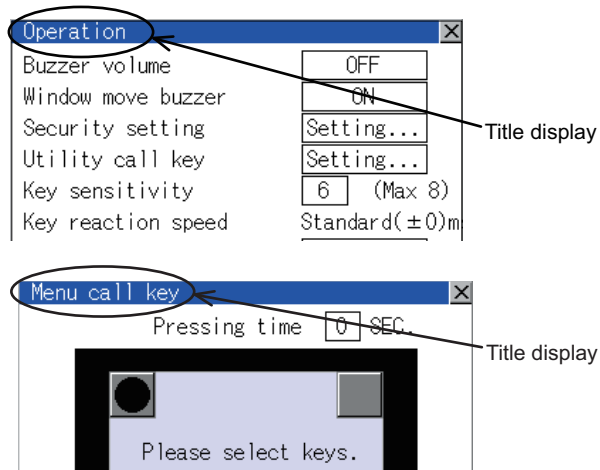 Operation ×
Buzzer volume OFF
Window move buzzer ON
Security setting Setting...
Title display
Utility call key Setting...
Key sensitivity 6 (Max 8)
Key reaction speed Standard(±0)m
Menu call key ×
Pressing time 0 SEC.
Title display
Please select keys.